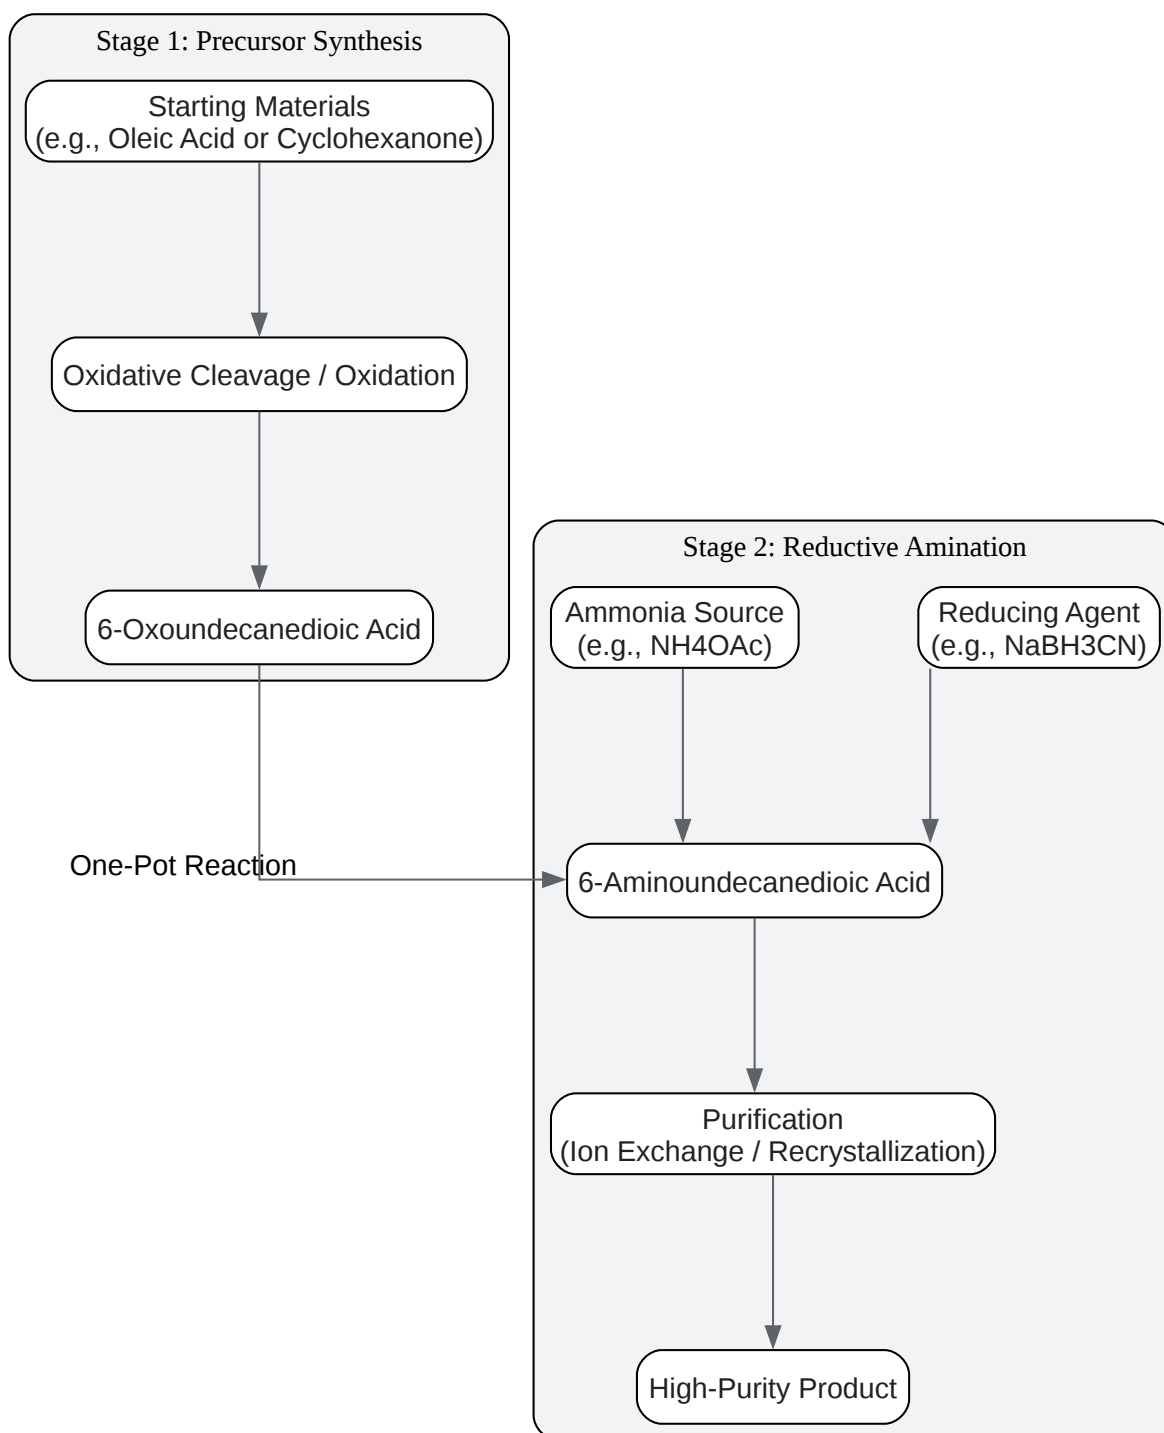 Stage 1: Precursor Synthesis
Starting Materials
(e.g., Oleic Acid or Cyclohexanone)
Oxidative Cleavage / Oxidation
6-Oxoundecanedioic Acid
One-Pot Reaction
Stage 2: Reductive Amination
Ammonia Source
(e.g., NH4OAc)
Reducing Agent
(e.g., NaBH3CN)
6-Aminoundecanedioic Acid
Purification
(Ion Exchange / Recrystallization)
High-Purity Product